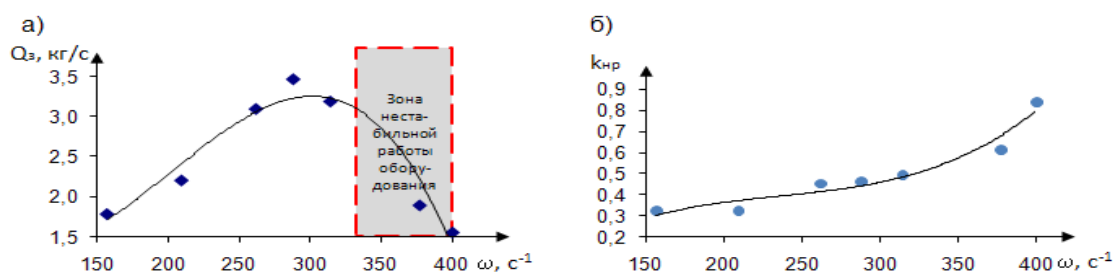 а)
Qз, кг/с
3,5
3,0
2,5
2,0
1,5
150 200 250 300 350 400 ω, с⁻¹
Зона
неста-
бильной
работы
обору-
дования
б)
kнр
0,9
0,8
0,7
0,6
0,5
0,4
0,3
0,2
150 200 250 300 350 400 ω, с⁻¹